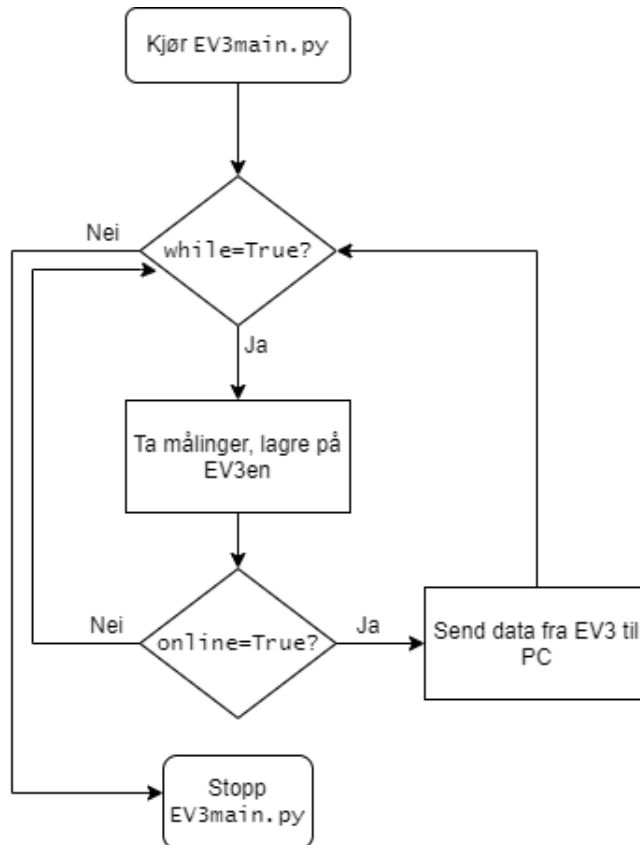 Kjør EV3main.py
Nei
while=True?
Ja
Ta målinger, lagre på
EV3en
Nei
online=True?
Ja
Send data fra EV3 til
PC
Stopp
EV3main.py